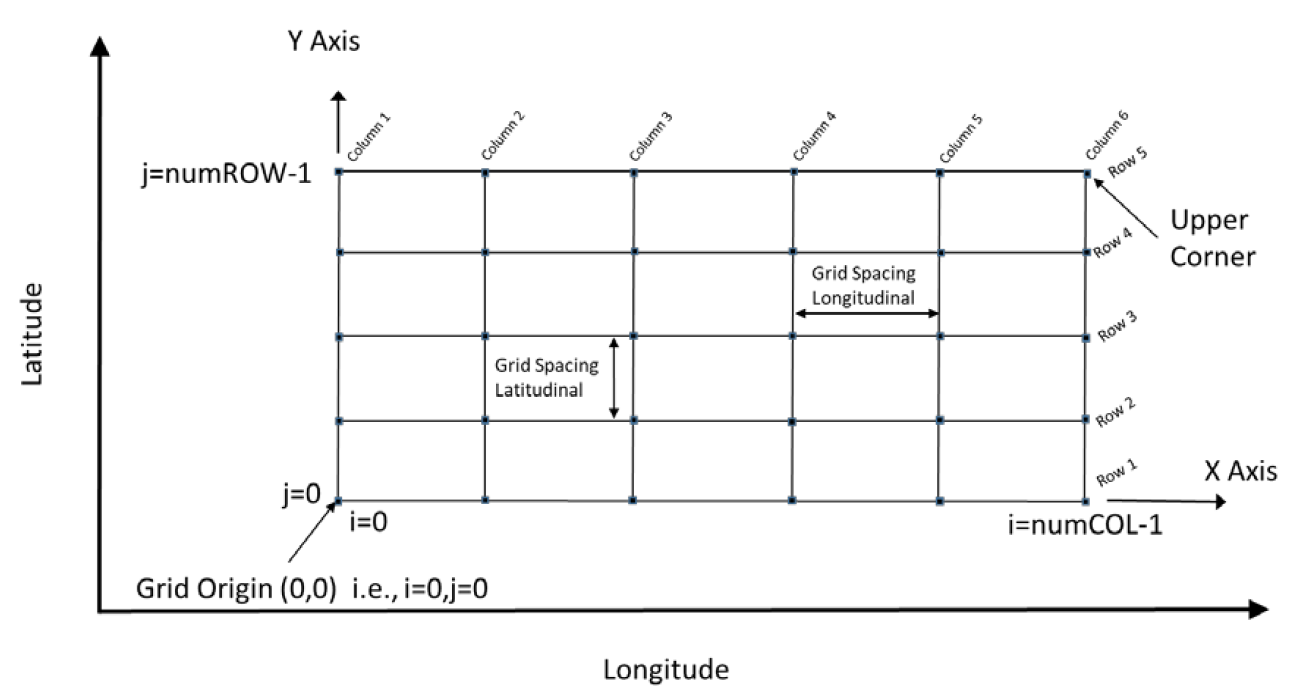 Y Axis
Column 1
Column 2
Column 3
Column 4
Column 5
Column 6
j=numROW-1
Row 5
Upper
Corner
Row 4
Grid Spacing
Longitudinal
Row 3
Latitude
Grid Spacing
Latitudinal
Row 2
Row 1
X Axis
j=0
i=0
i=numCOL-1
Grid Origin (0,0) i.e., i=0,j=0
Longitude